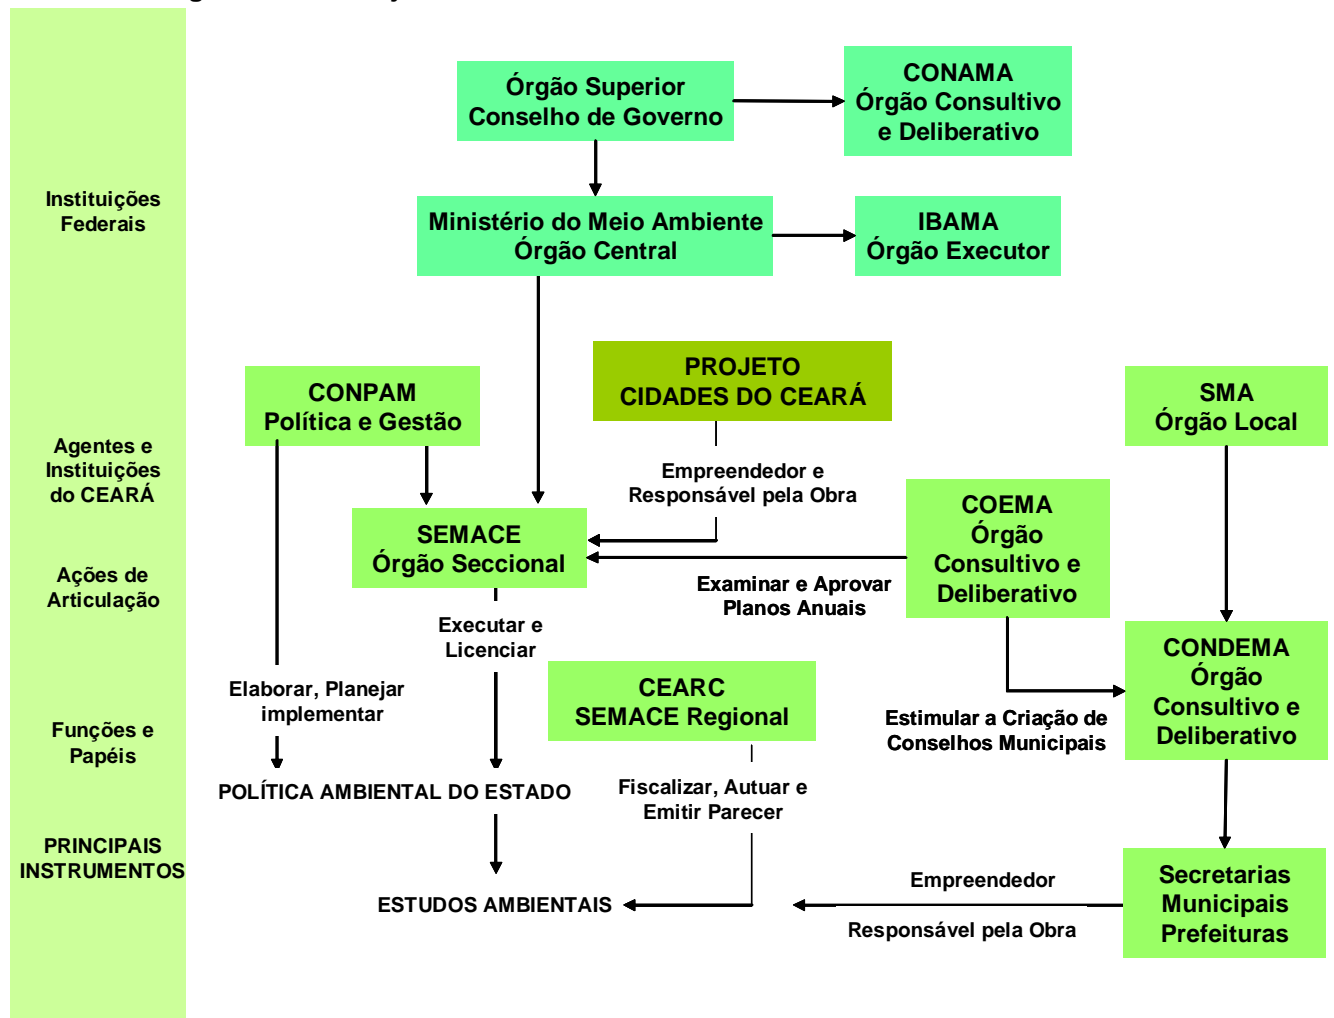 Órgão Superior
Conselho de Governo
CONAMA
Órgão Consultivo
e Deliberativo
Instituições
Federais
Ministério do Meio Ambiente
Órgão Central
IBAMA
Órgão Executor
PROJETO
CIDADES DO CEARÁ
CONPAM
Política e Gestão
SMA
Órgão Local
Agentes e
Instituições
do CEARÁ
Empreendedor e
Responsável pela Obra
COEMA
Órgão
Consultivo e
Deliberativo
SEMACE
Órgão Seccional
Ações de
Articulação
Examinar e Aprovar
Planos Anuais
Executar e
Licenciar
CONDEMA
Órgão
Consultivo e
Deliberativo
CEARC
SEMACE Regional
Elaborar, Planejar
implementar
Estimular a Criação de
Conselhos Municipais
Funções e
Papéis
POLÍTICA AMBIENTAL DO ESTADO
Fiscalizar, Autuar e
Emitir Parecer
PRINCIPAIS
INSTRUMENTOS
ESTUDOS AMBIENTAIS
Empreendedor
Responsável pela Obra
Secretarias
Municipais
Prefeituras